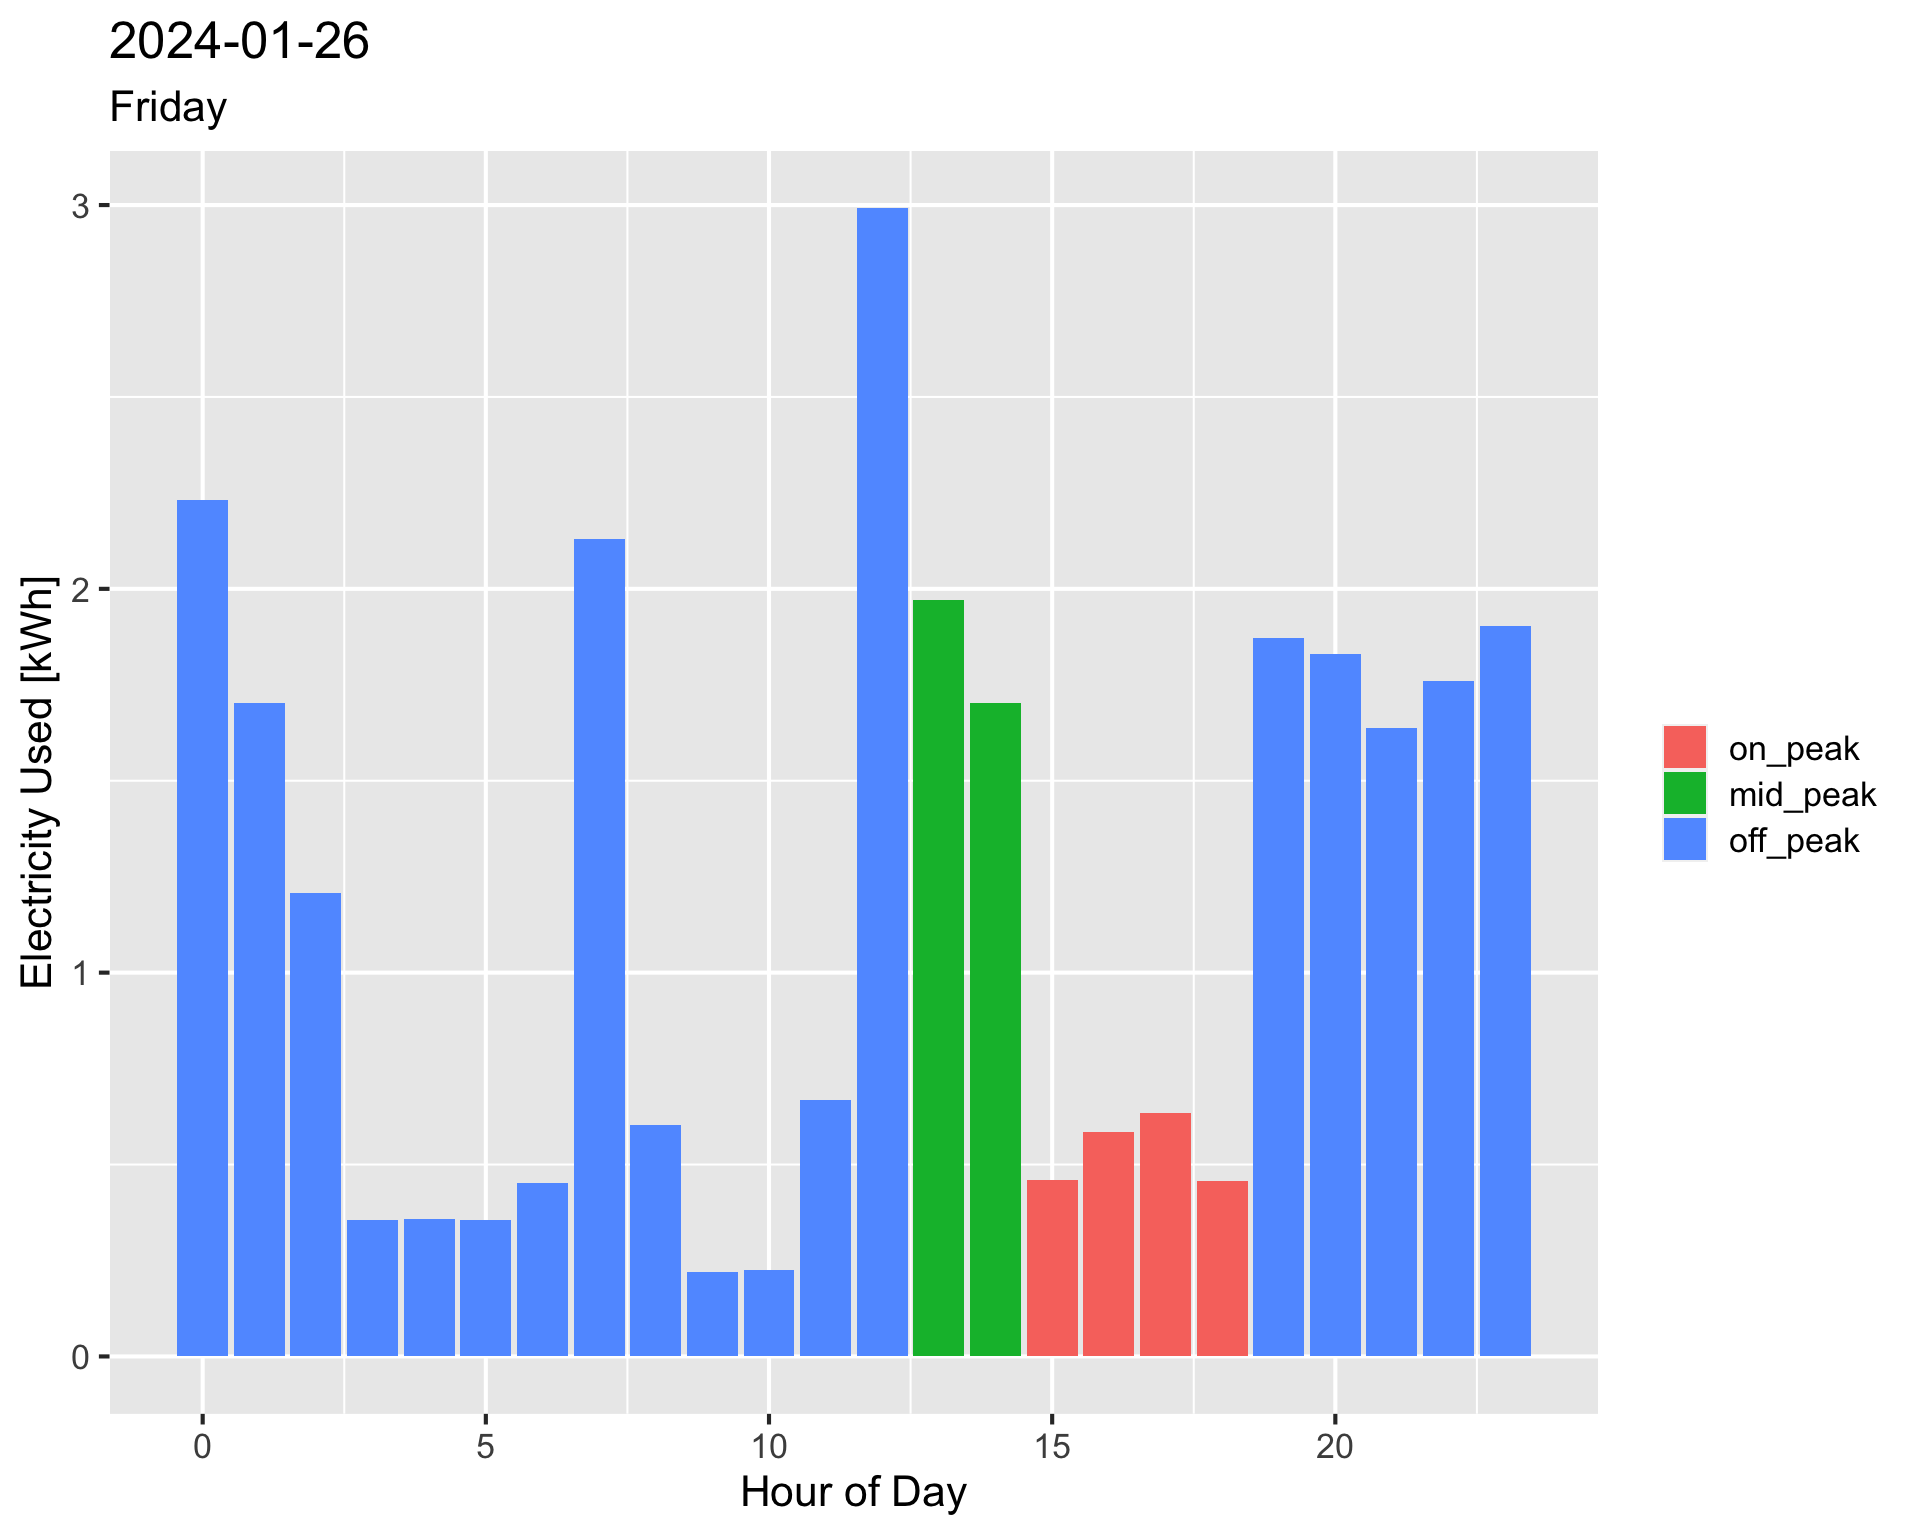 2024-01-26
Friday
3
2
1
0
Electricity Used [kWh]
0 5 10 15 20
Hour of Day
on_peak
mid_peak
off_peak